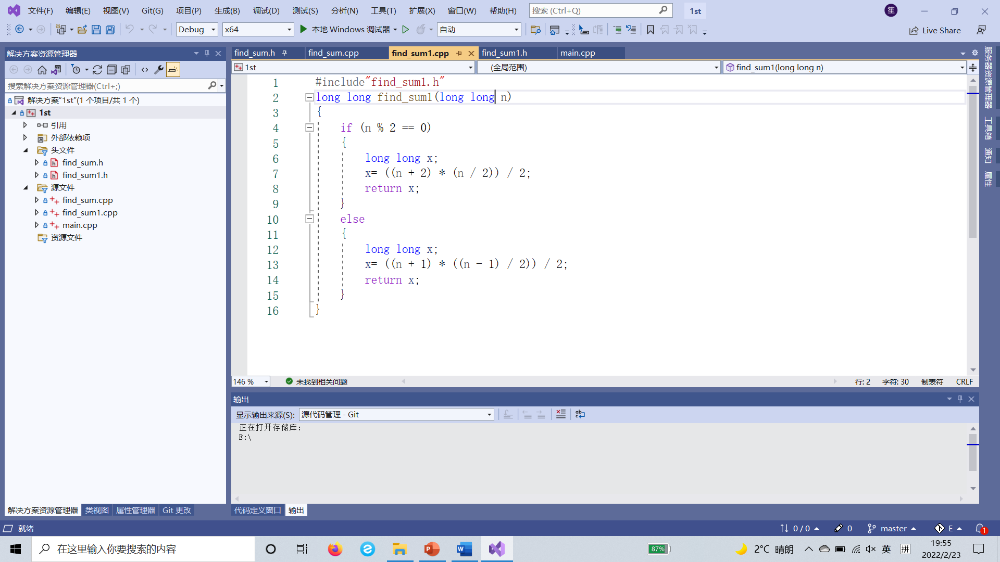 文件(F) 编辑(E) 视图(V) Git(G) 项目(P) 生成(B) 调试(D) 测试(S) 分析(N) 工具(T) 扩展(X) 窗口(W) 帮助(H) 搜索 (Ctrl+Q) 1st 笙
Debug x64 本地 Windows 调试器 自动 Live Share
解决方案资源管理器
搜索解决方案资源管理器(Ctrl+;)
解决方案"1st"(1 个项目/共 1 个)
1st
引用
外部依赖项
头文件
find_sum.h
find_sum1.h
源文件
find_sum.cpp
find_sum1.cpp
main.cpp
资源文件
解决方案资源管理器 类视图 属性管理器 Git 更改
find_sum.h find_sum.cpp find_sum1.cpp find_sum1.h main.cpp
1st (全局范围) find_sum1(long long n)
1 #include"find_sum1.h"
2 long long find_sum1(long long n)
3 {
4 if (n % 2 == 0)
5 {
6 long long x;
7 x= ((n + 2) * (n / 2)) / 2;
8 return x;
9 }
10 else
11 {
12 long long x;
13 x= ((n + 1) * ((n - 1) / 2)) / 2;
14 return x;
15 }
16 }
146 % 未找到相关问题 行: 2 字符: 30 制表符 CRLF
输出
显示输出来源(S): 源代码管理 - Git
正在打开存储库:
E:\
代码定义窗口 输出
服务器资源管理器
工具箱
通知
属性
就绪 0 / 0 0 master E 1
在这里输入你要搜索的内容 87% 2°C 晴朗 英 拼 19:55
2022/2/23